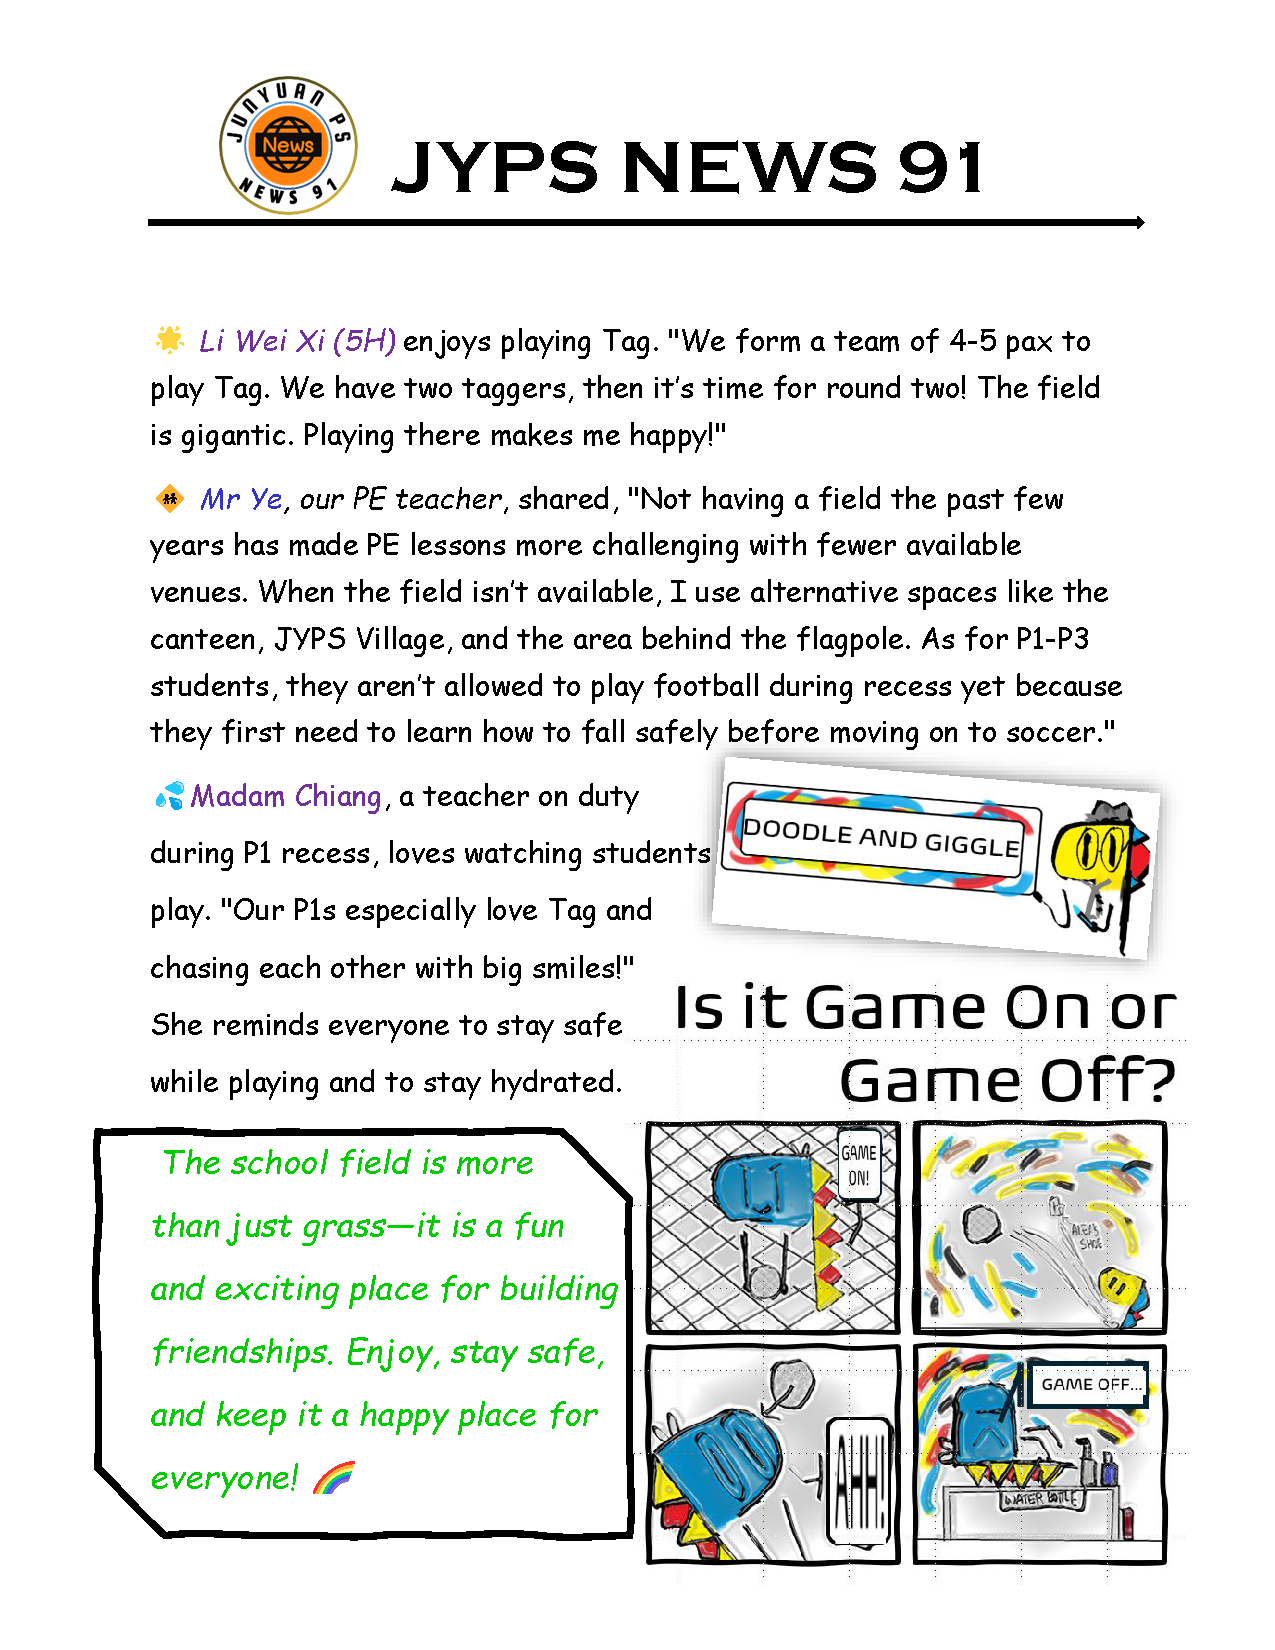 JUNYUAN PS
News
NEWS 91
JYPS NEWS 91
Li Wei Xi (5H) enjoys playing Tag. "We form a team of 4-5 pax to
play Tag. We have two taggers, then it’s time for round two! The field
is gigantic. Playing there makes me happy!"
Mr Ye, our PE teacher, shared, "Not having a field the past few
years has made PE lessons more challenging with fewer available
venues. When the field isn’t available, I use alternative spaces like the
canteen, JYPS Village, and the area behind the flagpole. As for P1-P3
students, they aren’t allowed to play football during recess yet because
they first need to learn how to fall safely before moving on to soccer."
Madam Chiang, a teacher on duty
during P1 recess, loves watching students
play. "Our P1s especially love Tag and
chasing each other with big smiles!"
She reminds everyone to stay safe
while playing and to stay hydrated.
The school field is more
than just grass—it is a fun
and exciting place for building
friendships. Enjoy, stay safe,
and keep it a happy place for
everyone!
DOODLE AND GIGGLE
Is it Game On or
Game Off?
GAME
ON!
ALEX'S
SHOE
AHH!
GAME OFF...
WATER BOTTLE